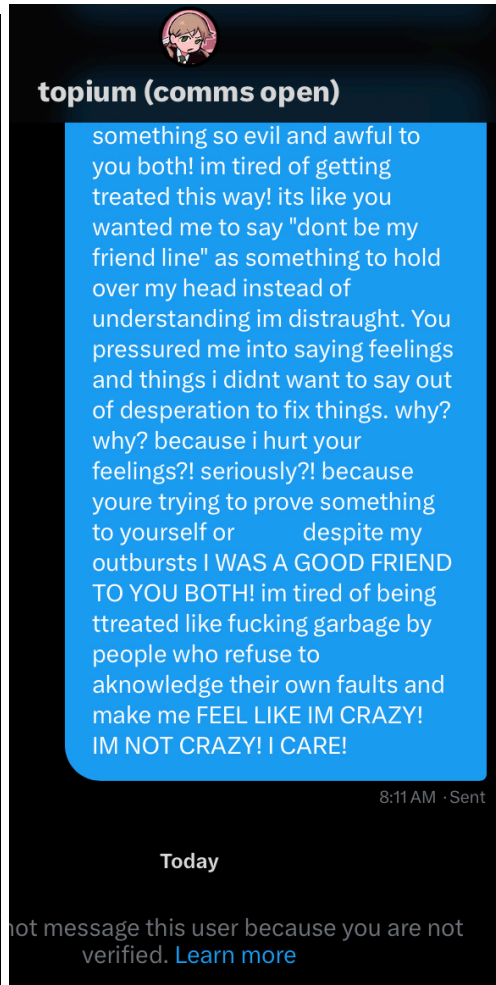 topium (comms open)
something so evil and awful to
you both! im tired of getting
treated this way! its like you
wanted me to say "dont be my
friend line" as something to hold
over my head instead of
understanding im distraught. You
pressured me into saying feelings
and things i didnt want to say out
of desperation to fix things. why?
why? because i hurt your
feelings?! seriously?! because
youre trying to prove something
to yourself or despite my
outbursts I WAS A GOOD FRIEND
TO YOU BOTH! im tired of being
ttreated like fucking garbage by
people who refuse to
aknowledge their own faults and
make me FEEL LIKE IM CRAZY!
IM NOT CRAZY! I CARE!
8:11 AM · Sent
Today
not message this user because you are not
verified. Learn more